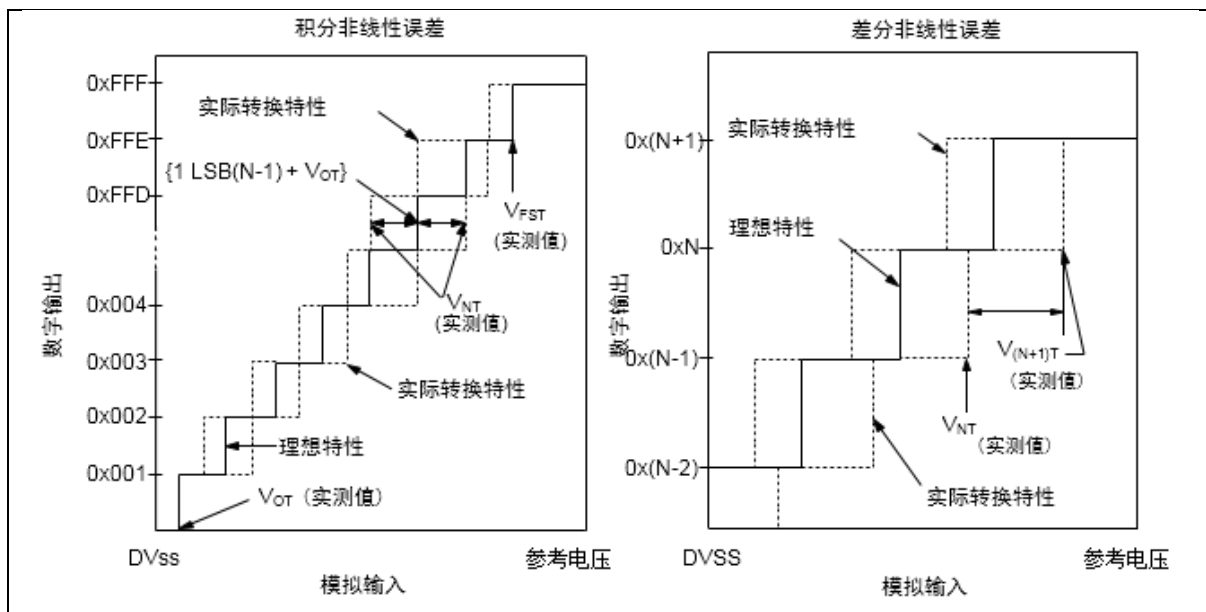 积分非线性误差
0xFFF
0xFFE
0xFFD
0x004
0x003
0x002
0x001
数字输出
实际转换特性
{1 LSB(N-1) + VOT}
VFST
(实测值)
VNT
(实测值)
实际转换特性
理想特性
VOT (实测值)
DVss
参考电压
模拟输入
差分非线性误差
0x(N+1)
0xN
0x(N-1)
0x(N-2)
数字输出
实际转换特性
理想特性
V(N+1)T
(实测值)
VNT
(实测值)
实际转换特性
DVSS
参考电压
模拟输入